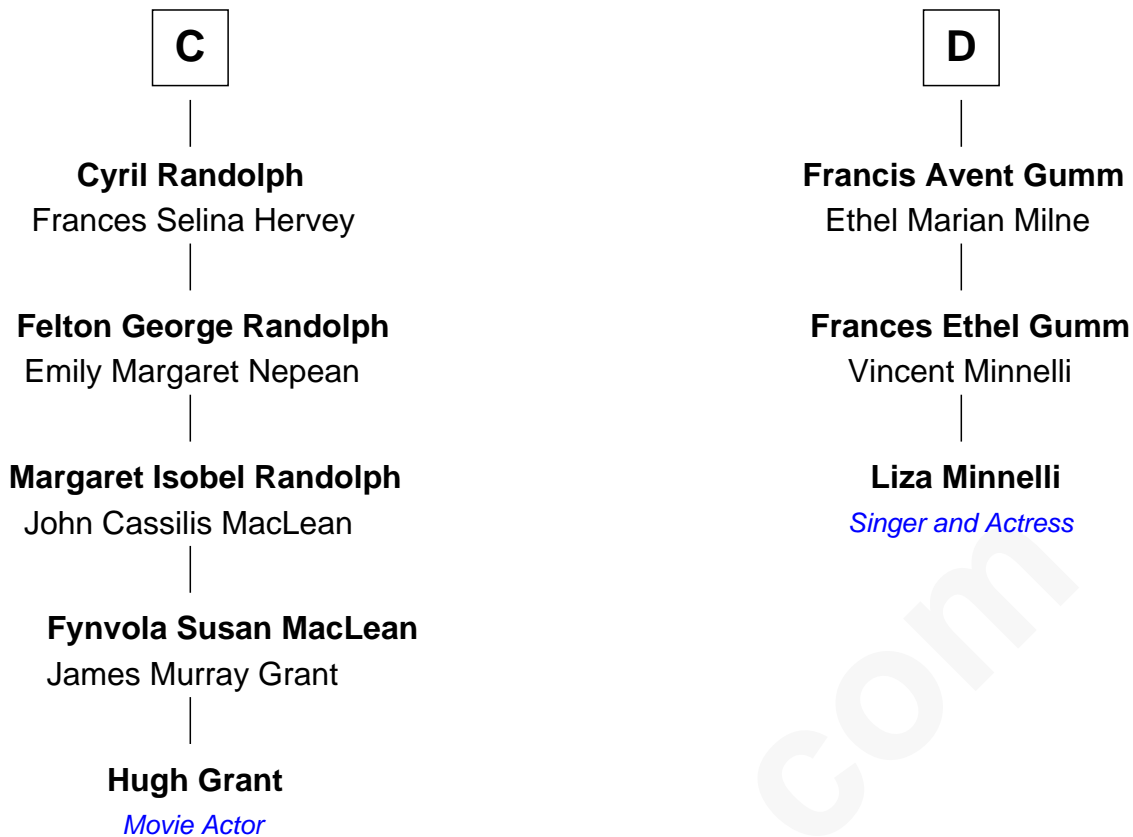 C
Cyril Randolph
Frances Selina Hervey
Felton George Randolph
Emily Margaret Nepean
Margaret Isobel Randolph
John Cassilis MacLean
Fynvola Susan MacLean
James Murray Grant
Hugh Grant
Movie Actor
D
Francis Avent Gumm
Ethel Marian Milne
Frances Ethel Gumm
Vincent Minnelli
Liza Minnelli
Singer and Actress
com